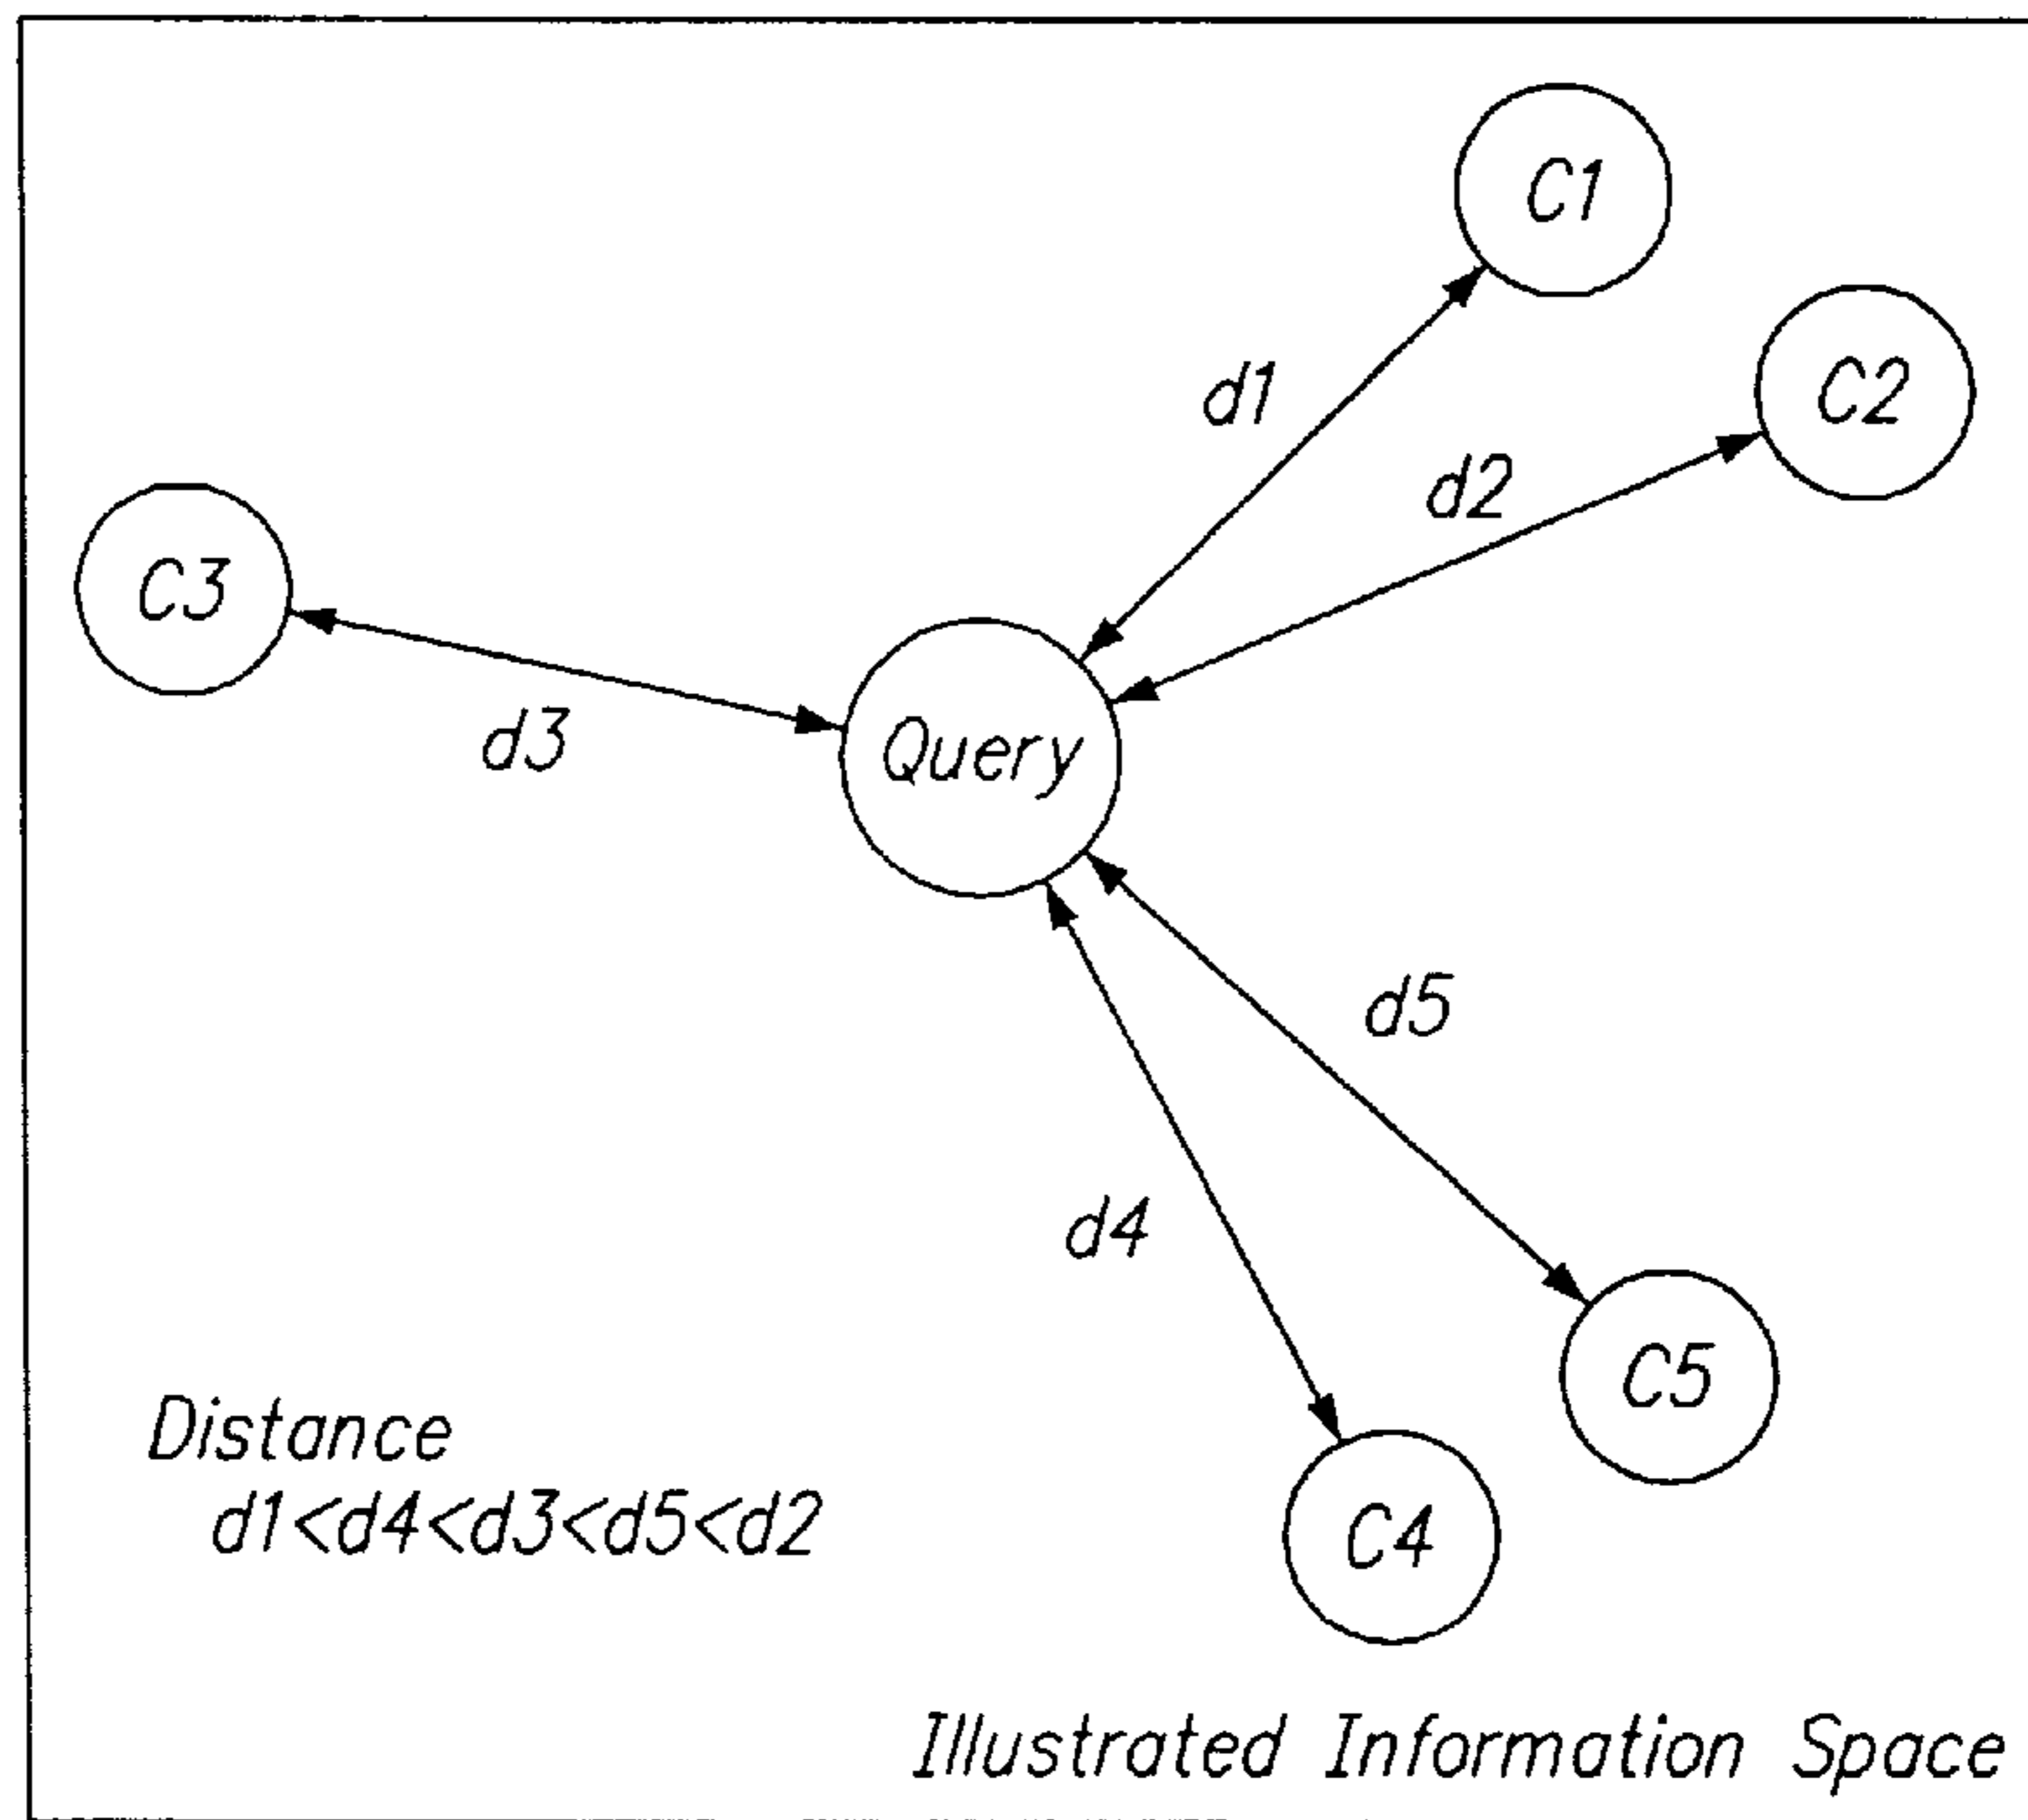 C1
C2
d1
d2
C3
d3
Query
d5
d4
C5
Distance
d1<d4<d3<d5<d2
C4
Illustrated Information Space